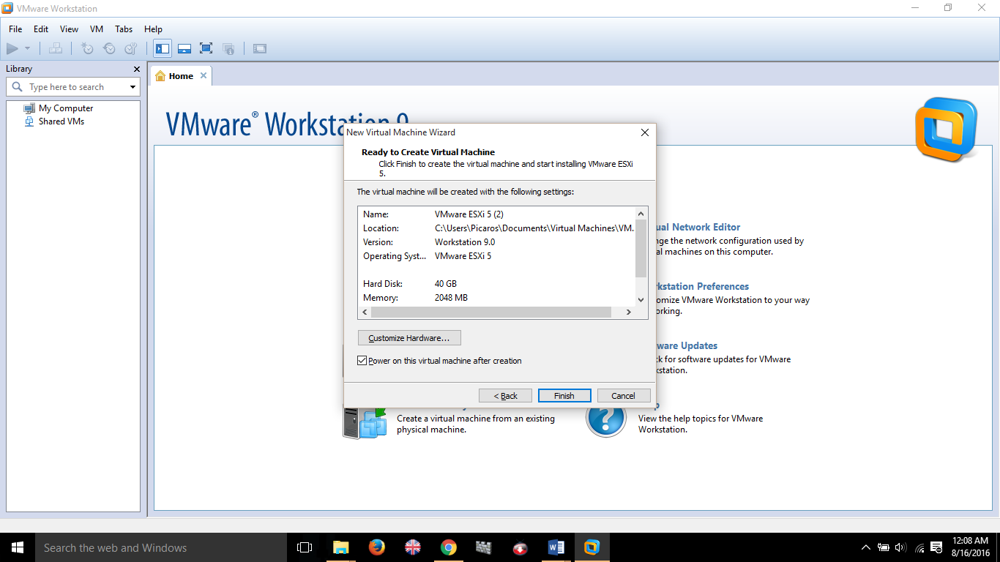 VMware Workstation
File Edit View VM Tabs Help
Library
Type here to search
My Computer
Shared VMs
Home
VMware® Workstation 9
New Virtual Machine Wizard
Ready to Create Virtual Machine
Click Finish to create the virtual machine and start installing VMware ESXi
5.
The virtual machine will be created with the following settings:
Name: VMware ESXi 5 (2)
Location: C:\Users\Picaros\Documents\Virtual Machines\VM.
Version: Workstation 9.0
Operating Syst... VMware ESXi 5
Hard Disk: 40 GB
Memory: 2048 MB
Customize Hardware...
Power on this virtual machine after creation
< Back Finish Cancel
ual Network Editor
nge the network configuration used by
al machines on this computer.
rkstation Preferences
omize VMware Workstation to your way
orking.
ware Updates
ck for software updates for VMware
kstation.
Create a virtual machine from an existing
physical machine.
View the help topics for VMware
Workstation.
Search the web and Windows
12:08 AM
8/16/2016